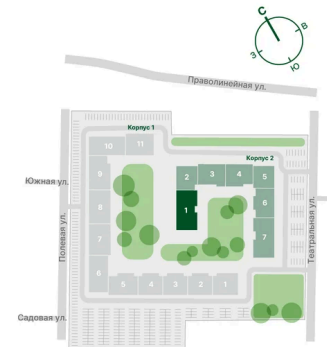 С
В
З
Ю
Праволинейная ул.
Корпус 1
10
11
Корпус 2
9
2
3
4
5
Южная ул.
8
1
6
Полевая ул.
Театральная ул.
7
7
6
5
4
3
2
1
Садовая ул.